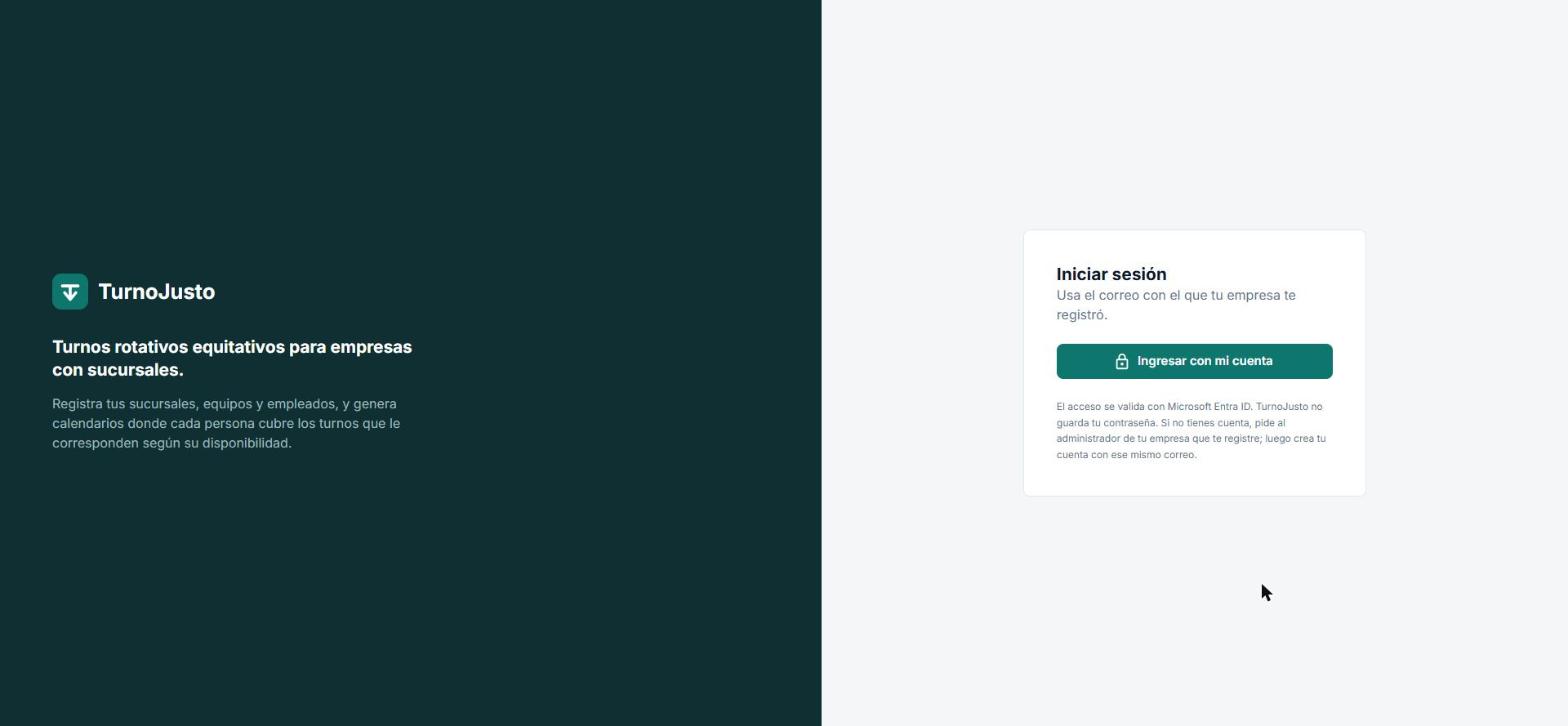 TurnoJusto
Turnos rotativos equitativos para empresas
con sucursales.
Registra tus sucursales, equipos y empleados, y genera
calendarios donde cada persona cubre los turnos que le
corresponden según su disponibilidad.
Iniciar sesión
Usa el correo con el que tu empresa te
registró.
Ingresar con mi cuenta
El acceso se valida con Microsoft Entra ID. TurnoJusto no
guarda tu contraseña. Si no tienes cuenta, pide al
administrador de tu empresa que te registre; luego crea tu
cuenta con ese mismo correo.